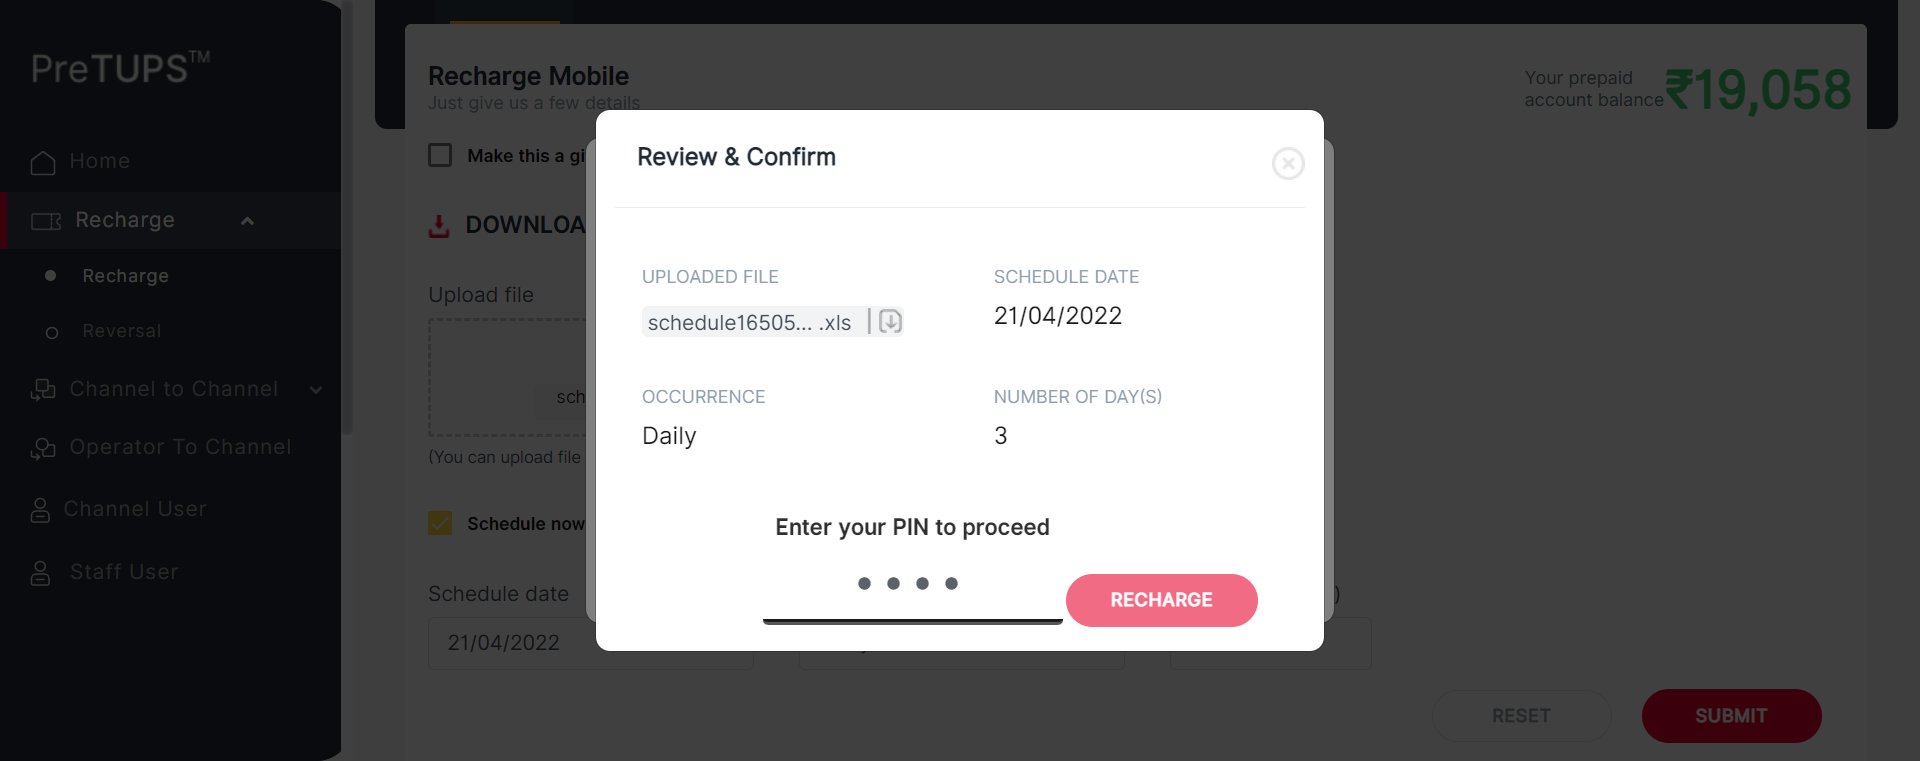 PreTUPS™
Home
Recharge
Recharge
Reversal
Channel to Channel
Operator To Channel
Channel User
Staff User
Recharge Mobile
Just give us a few details
Your prepaid
account balance
₹19,058
Make this a gi
DOWNLOA
Upload file
sch
(You can upload file
Schedule now
Schedule date
21/04/2022
Review & Confirm
UPLOADED FILE
schedule16505... .xls
SCHEDULE DATE
21/04/2022
OCCURRENCE
Daily
NUMBER OF DAY(S)
3
Enter your PIN to proceed
RECHARGE
RESET
SUBMIT